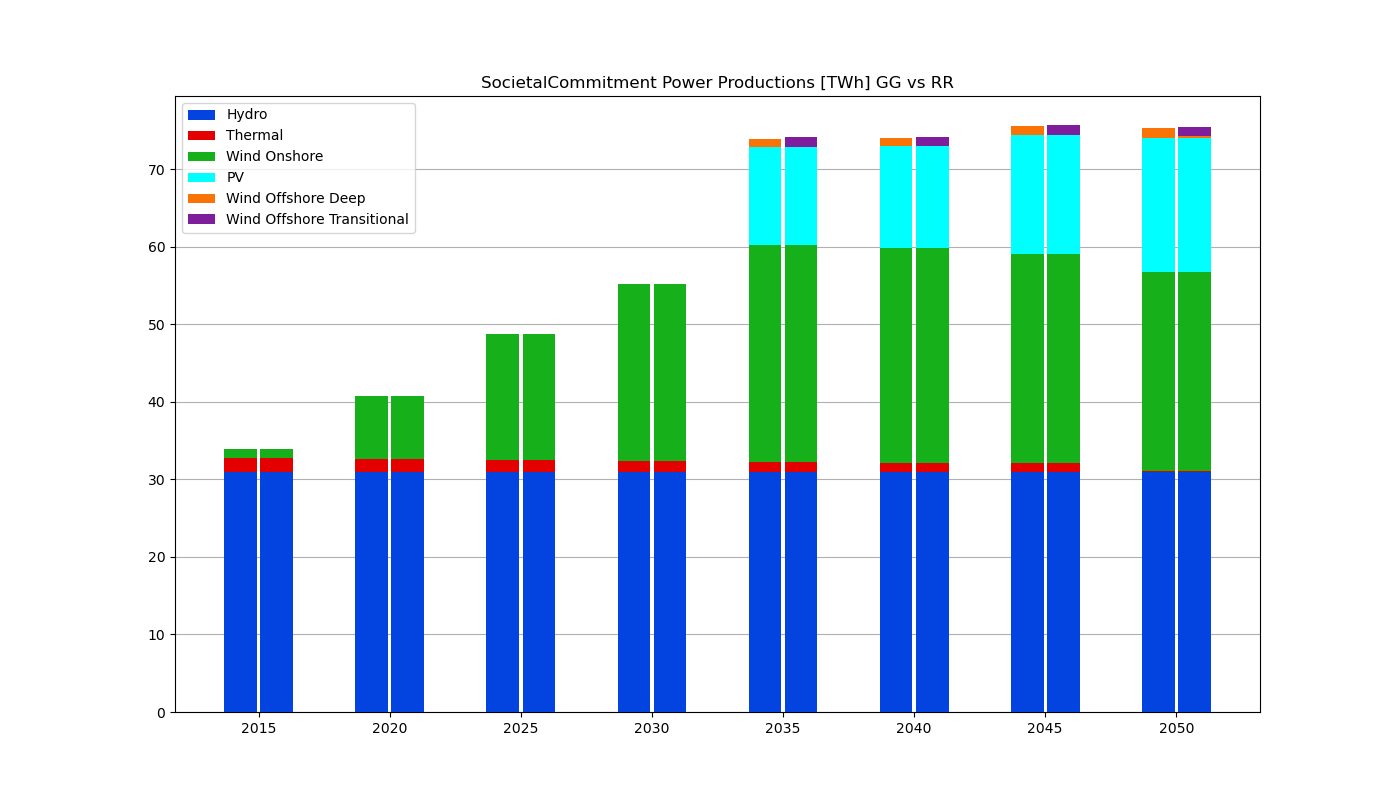 SocietalCommitment Power Productions [TWh] GG vs RR
Hydro
Thermal
Wind Onshore
PV
Wind Offshore Deep
Wind Offshore Transitional
70
60
50
40
30
20
10
0
2015 2020 2025 2030 2035 2040 2045 2050